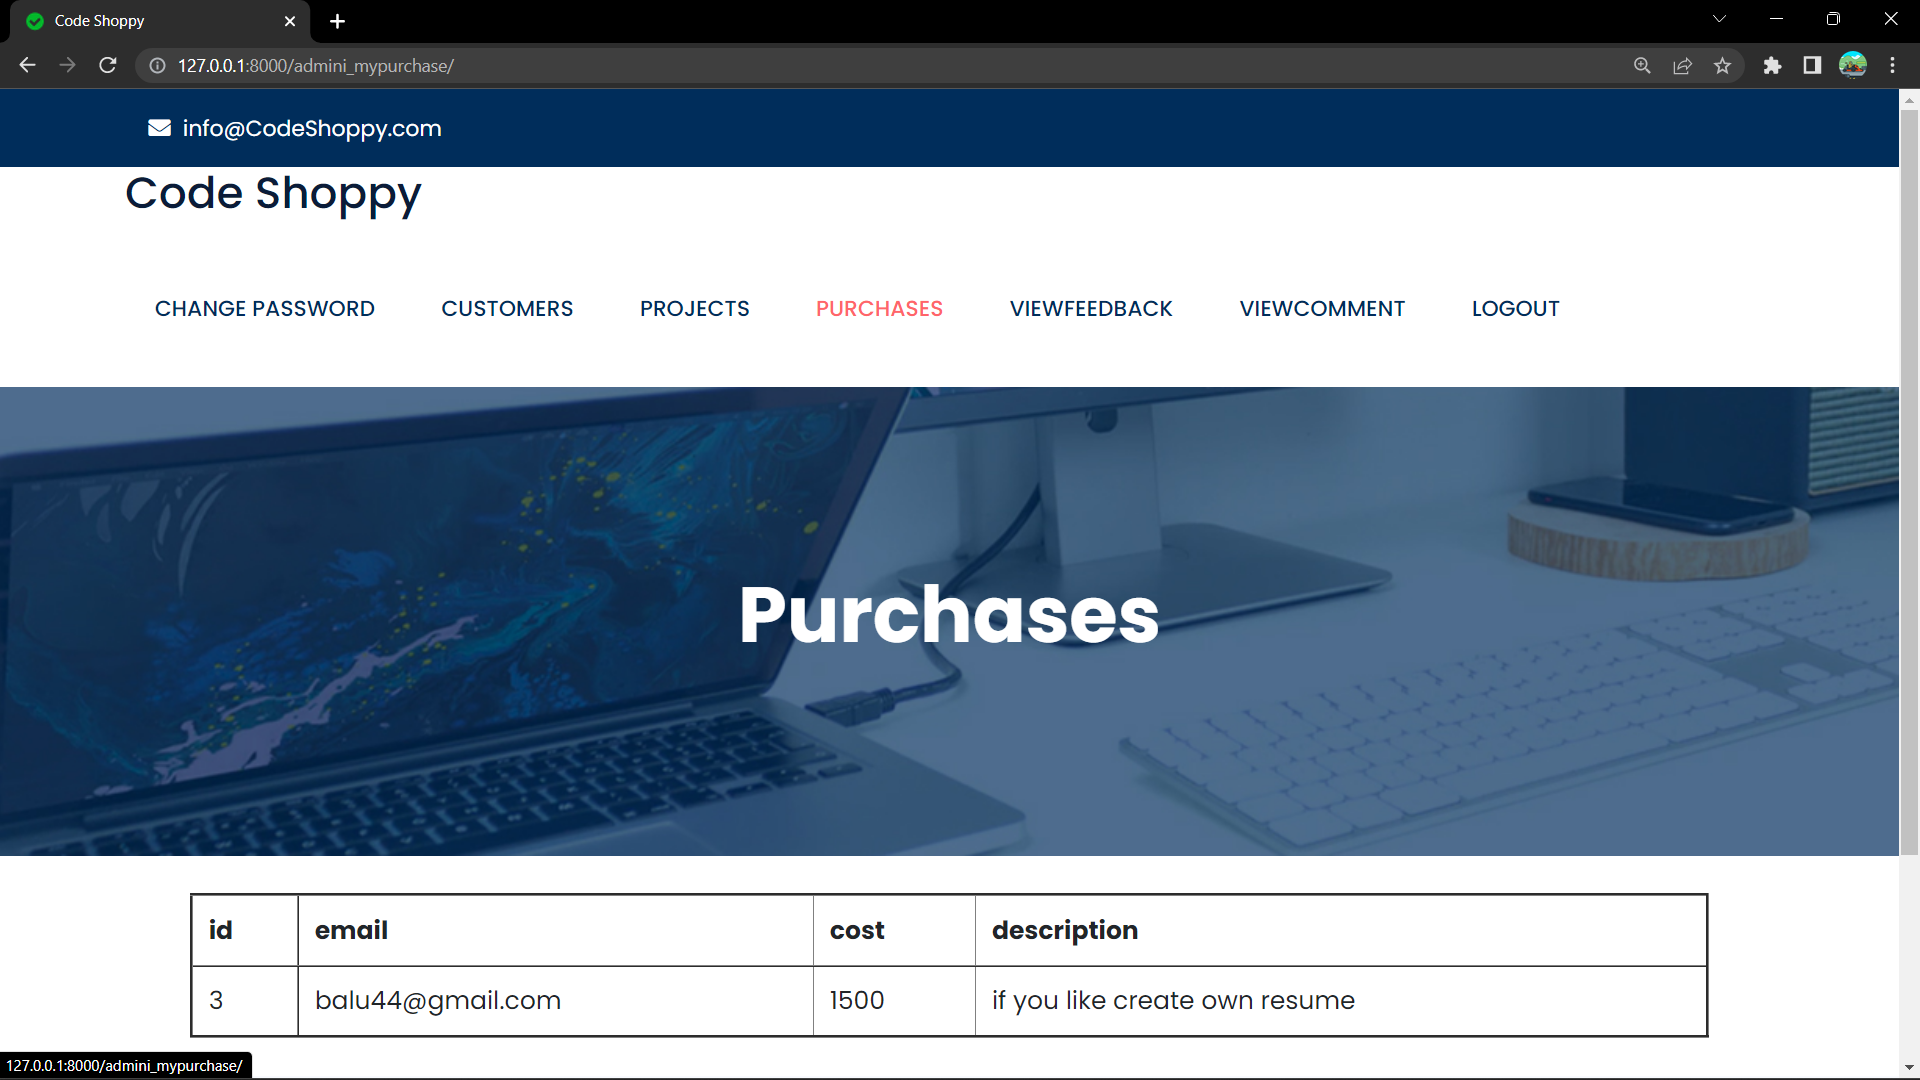 Code Shoppy
127.0.0.1:8000/admini_mypurchase/
info@CodeShoppy.com
Code Shoppy
CHANGE PASSWORD CUSTOMERS PROJECTS PURCHASES VIEWFEEDBACK VIEWCOMMENT LOGOUT
Purchases
id email cost description
3 balu44@gmail.com 1500 if you like create own resume
127.0.0.1:8000/admini_mypurchase/